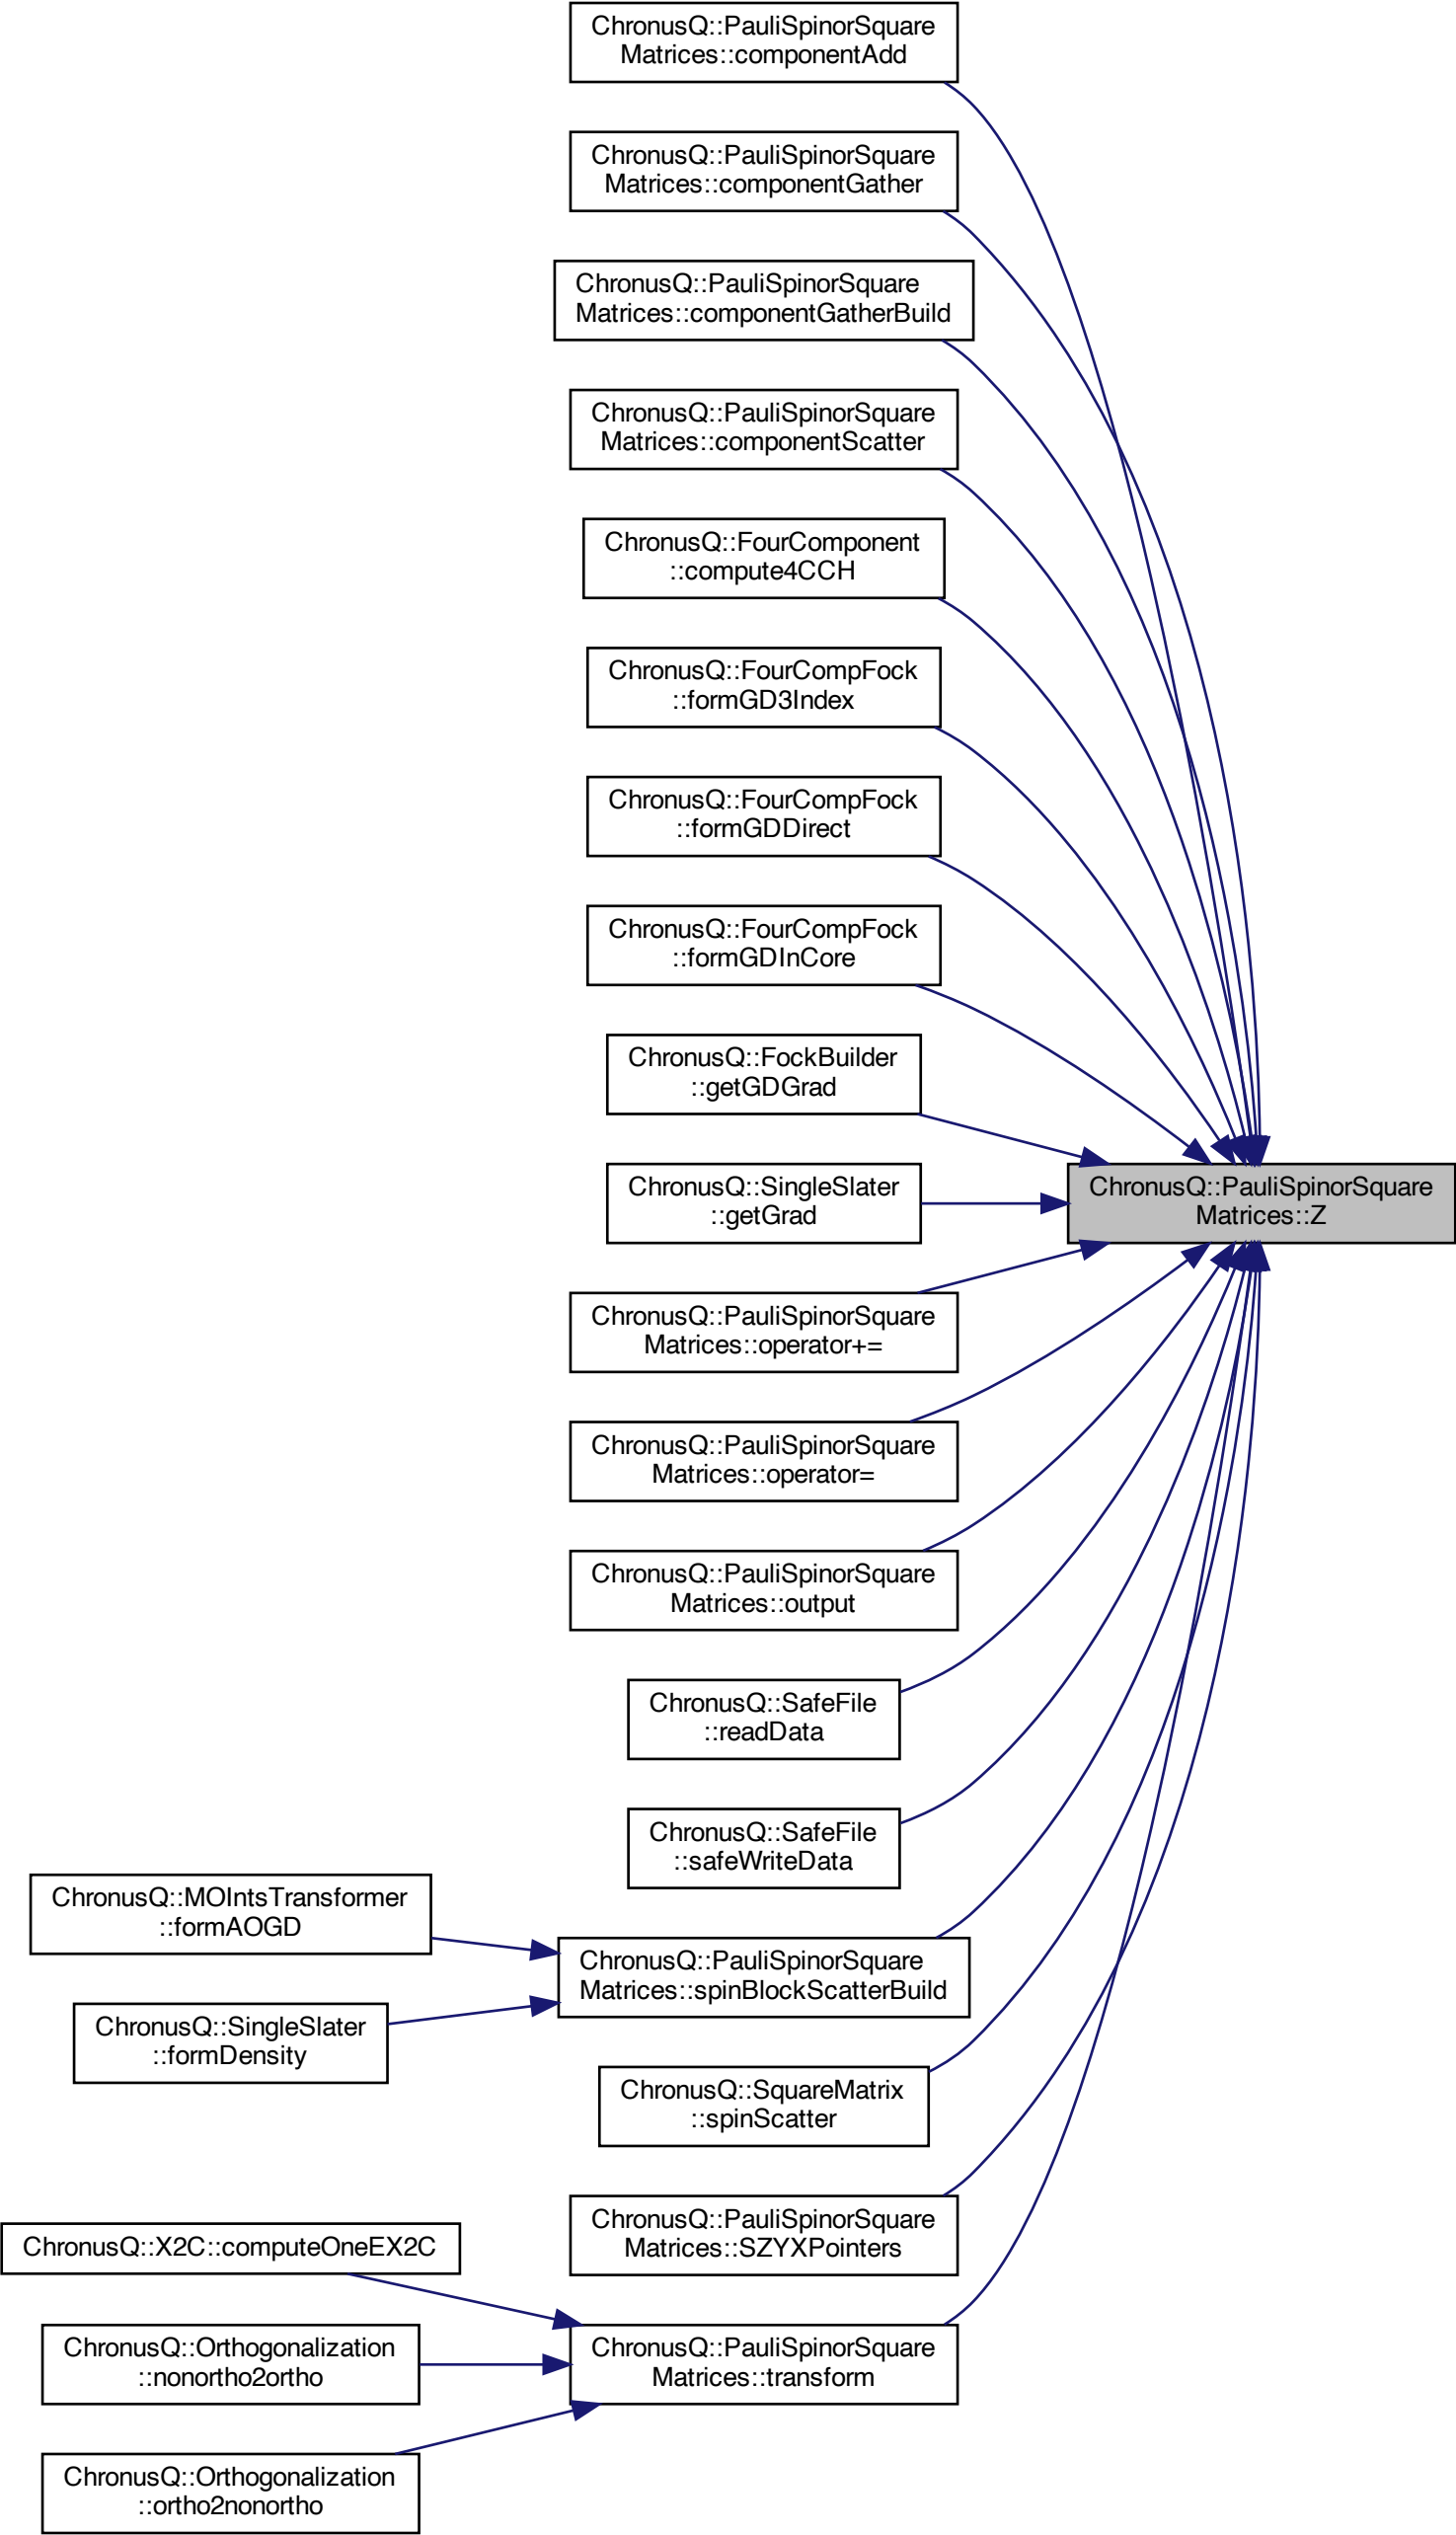 ChronusQ::PauliSpinorSquare
Matrices::componentAdd
ChronusQ::PauliSpinorSquare
Matrices::componentGather
ChronusQ::PauliSpinorSquare
Matrices::componentGatherBuild
ChronusQ::PauliSpinorSquare
Matrices::componentScatter
ChronusQ::FourComponent
::compute4CCH
ChronusQ::FourCompFock
::formGD3Index
ChronusQ::FourCompFock
::formGDDirect
ChronusQ::FourCompFock
::formGDInCore
ChronusQ::FockBuilder
::getGDGrad
ChronusQ::SingleSlater
::getGrad
ChronusQ::PauliSpinorSquare
Matrices::Z
ChronusQ::PauliSpinorSquare
Matrices::operator+=
ChronusQ::PauliSpinorSquare
Matrices::operator=
ChronusQ::PauliSpinorSquare
Matrices::output
ChronusQ::SafeFile
::readData
ChronusQ::SafeFile
::safeWriteData
ChronusQ::MOIntsTransformer
::formAOGD
ChronusQ::PauliSpinorSquare
Matrices::spinBlockScatterBuild
ChronusQ::SingleSlater
::formDensity
ChronusQ::SquareMatrix
::spinScatter
ChronusQ::PauliSpinorSquare
Matrices::SZYXPointers
ChronusQ::X2C::computeOneEX2C
ChronusQ::PauliSpinorSquare
Matrices::transform
ChronusQ::Orthogonalization
::nonortho2ortho
ChronusQ::Orthogonalization
::ortho2nonortho